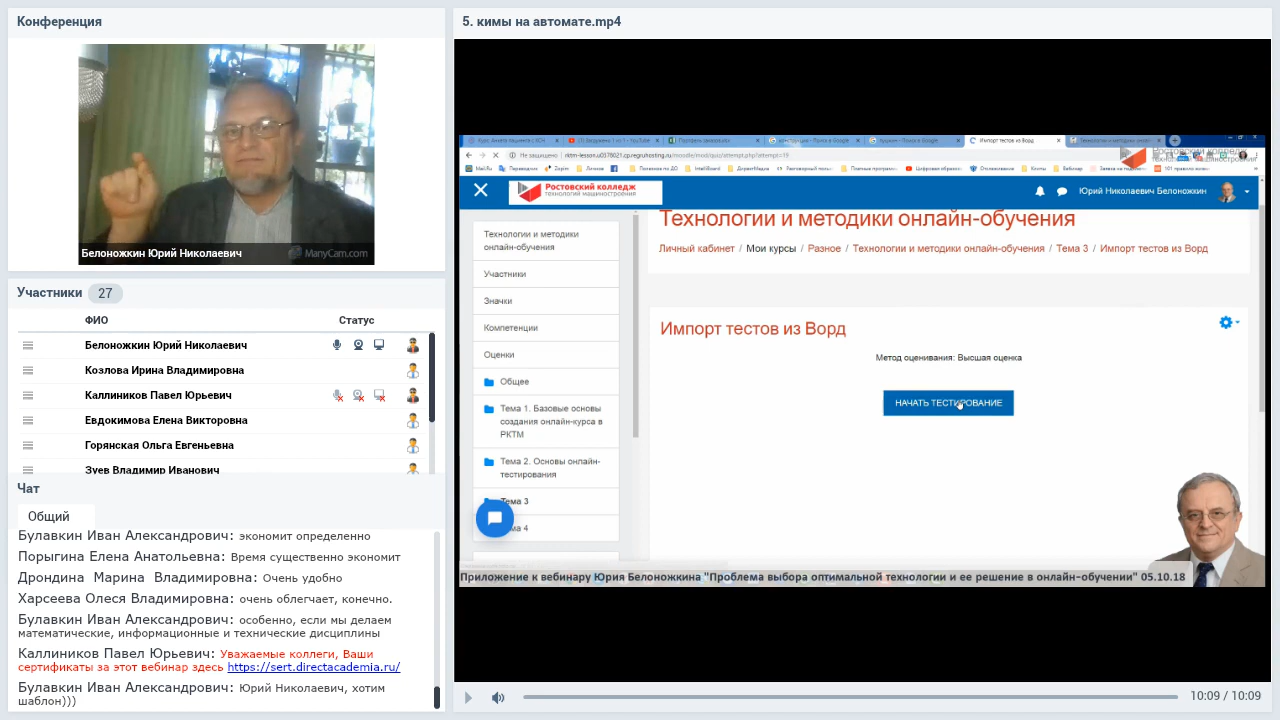 Конференция
Белоножкин Юрий Николаевич
ManyCam.com
Участники 27
ФИО Статус
Белоножкин Юрий Николаевич
Козлова Ирина Владимировна
Каллиников Павел Юрьевич
Евдокимова Елена Викторовна
Горянская Ольга Евгеньевна
Зуев Владимир Иванович
Чат
Общий
Булавкин Иван Александрович: экономит определенно
Порыгина Елена Анатольевна: Время существенно экономит
Дрондина Марина Владимировна: Очень удобно
Харсеева Олеся Владимировна: очень облегчает, конечно.
Булавкин Иван Александрович: особенно, если мы делаем
математические, информационные и технические дисциплины
Каллиников Павел Юрьевич: Уважаемые коллеги, Ваши
сертификаты за этот вебинар здесь https://sert.directacademia.ru/
Булавкин Иван Александрович: Юрий Николаевич, хотим
шаблон)))
5. кимы на автомате.mp4
Импорт тестов из Ворд
Не защищено
Ростовский колледж
технологий машиностроения
Юрий Николаевич Белоножкин
Технологии и методики онлайн-обучения
Личный кабинет / Мои курсы / Разное / Технологии и методики онлайн-обучения / Тема 3 / Импорт тестов из Ворд
Технологии и методики
онлайн-обучения
Участники
Значки
Компетенции
Оценки
Общее
Тема 1. Базовые основы
создания онлайн-курса в
РКТМ
Тема 2. Основы онлайн-
тестирования
Тема 3
Импорт тестов из Ворд
Метод оценивания: Высшая оценка
НАЧАТЬ ТЕСТИРОВАНИЕ
Приложение к вебинару Юрия Белоножкина "Проблема выбора оптимальной технологии и ее решение в онлайн-обучении" 05.10.18
10:09 / 10:09